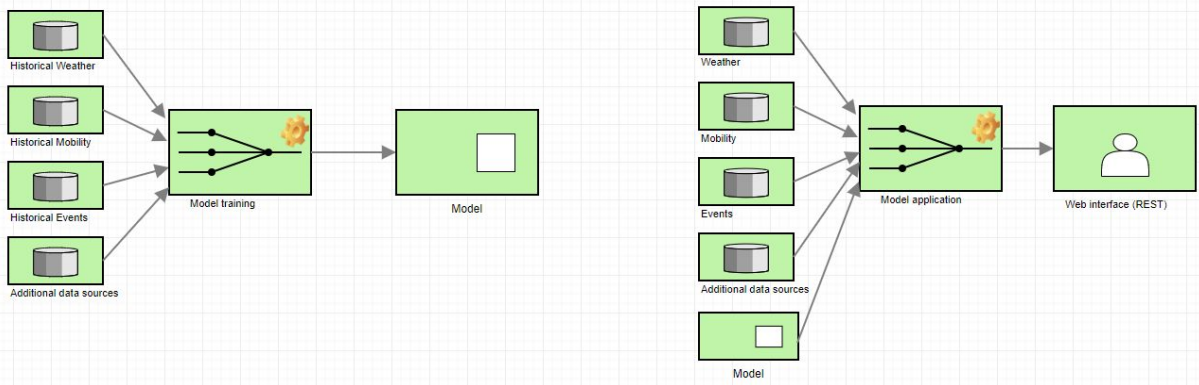 Historical Weather
Historical Mobility
Historical Events
Additional data sources
Model training
Model
Weather
Mobility
Events
Additional data sources
Model
Model application
Web interface (REST)